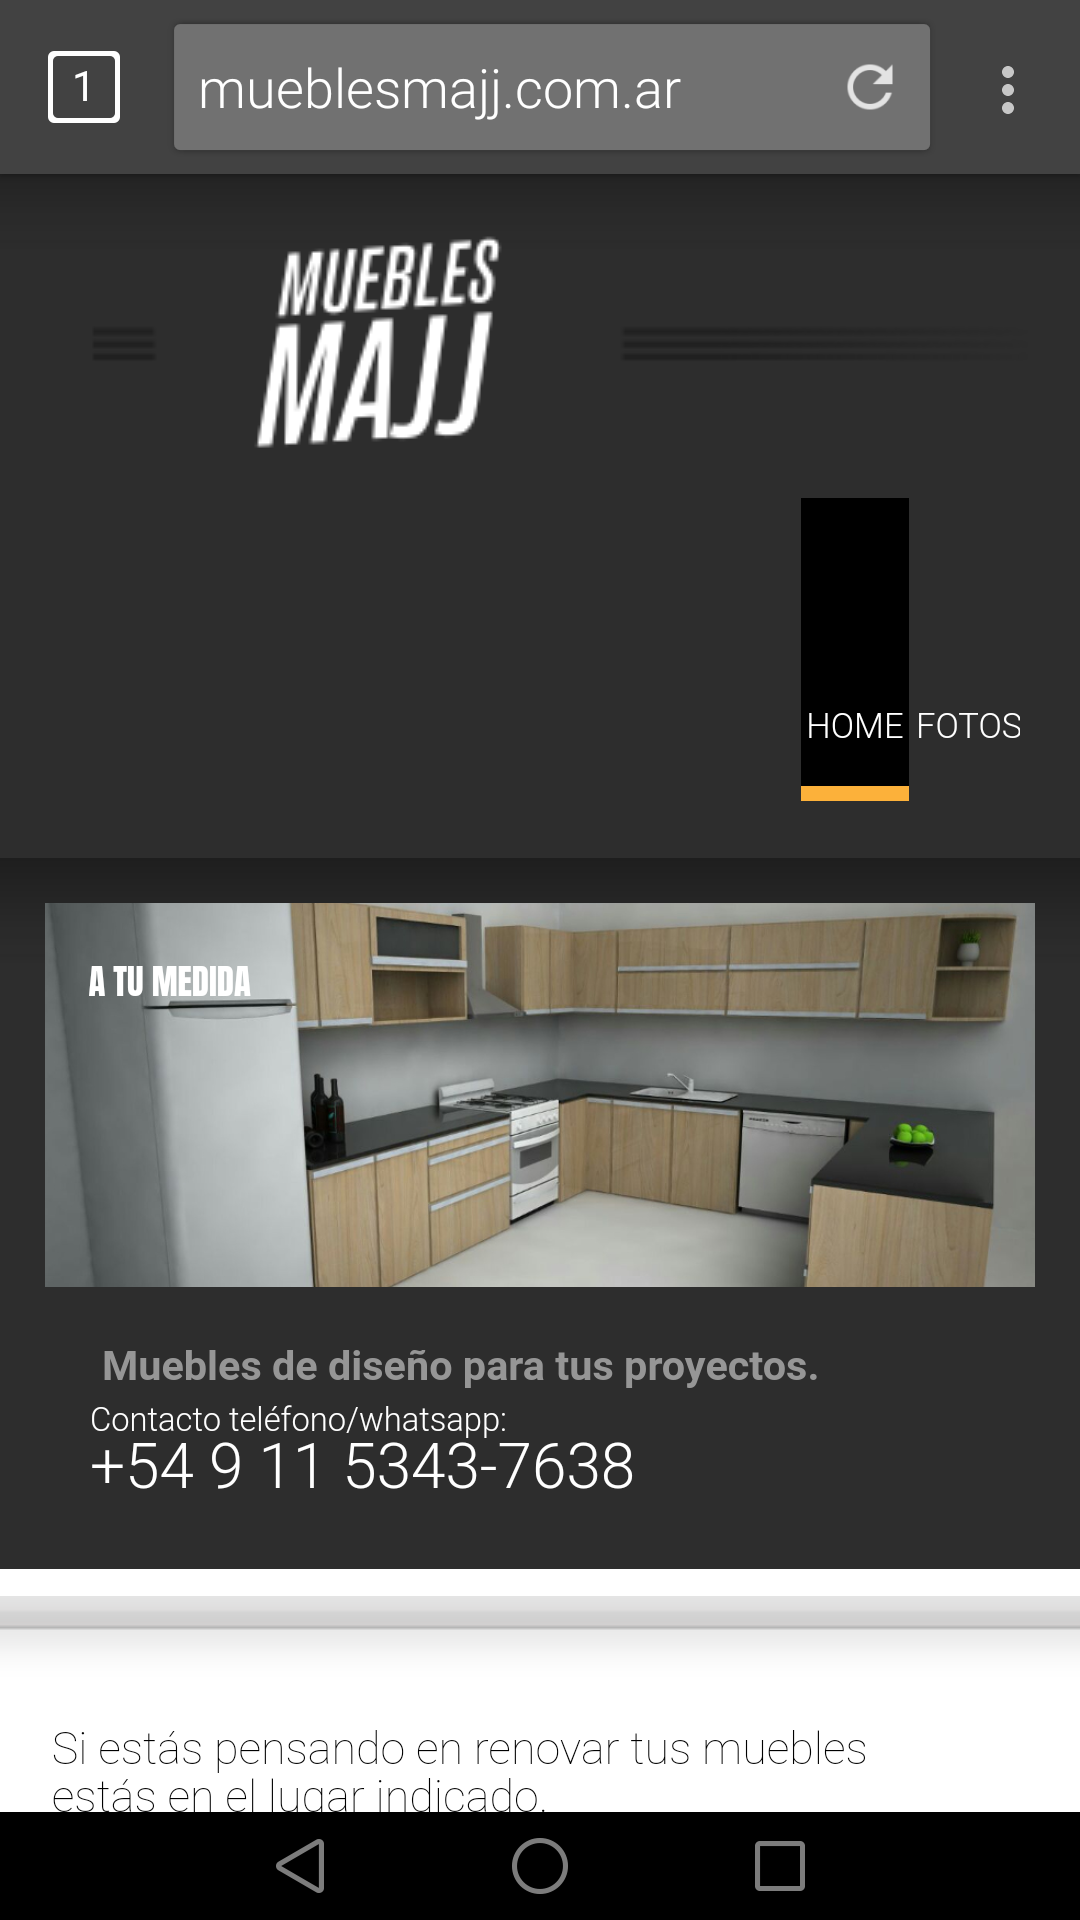 1
mueblesmajj.com.ar
MUEBLES
MAJJ
HOME FOTOS
A TU MEDIDA
Muebles de diseño para tus proyectos.
Contacto teléfono/whatsapp:
+54 9 11 5343-7638
Si estás pensando en renovar tus muebles
estás en el lugar indicado.